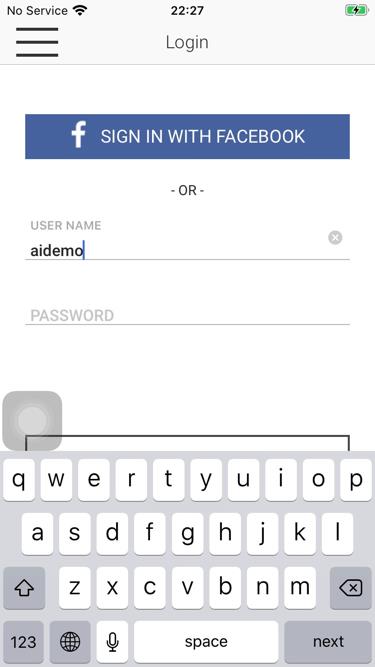 No Service 22:27
Login
f SIGN IN WITH FACEBOOK
- OR -
USER NAME
aidemo
PASSWORD
q w e r t y u i o p
a s d f g h j k l
z x c v b n m
123 space next